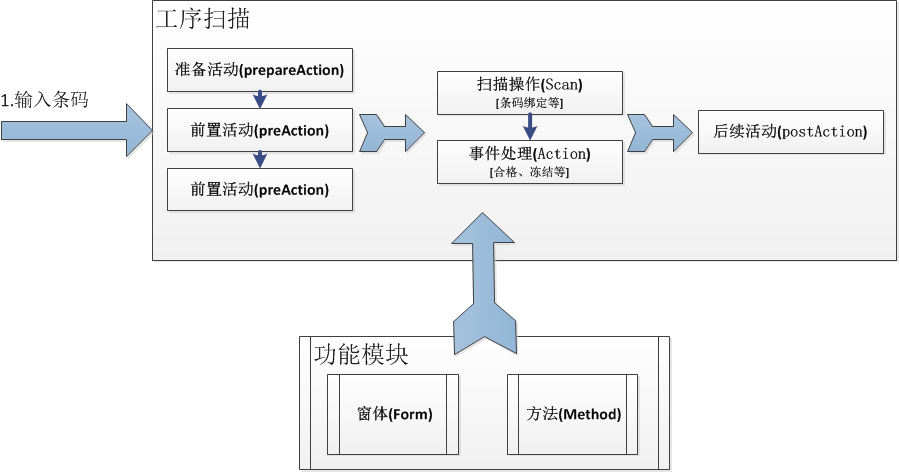 工序扫描
准备活动(prepareAction)
前置活动(preAction)
前置活动(preAction)
1.输入条码
扫描操作(Scan)
[条码绑定等]
事件处理(Action)
[合格、冻结等]
后续活动(postAction)
功能模块
窗体(Form)
方法(Method)